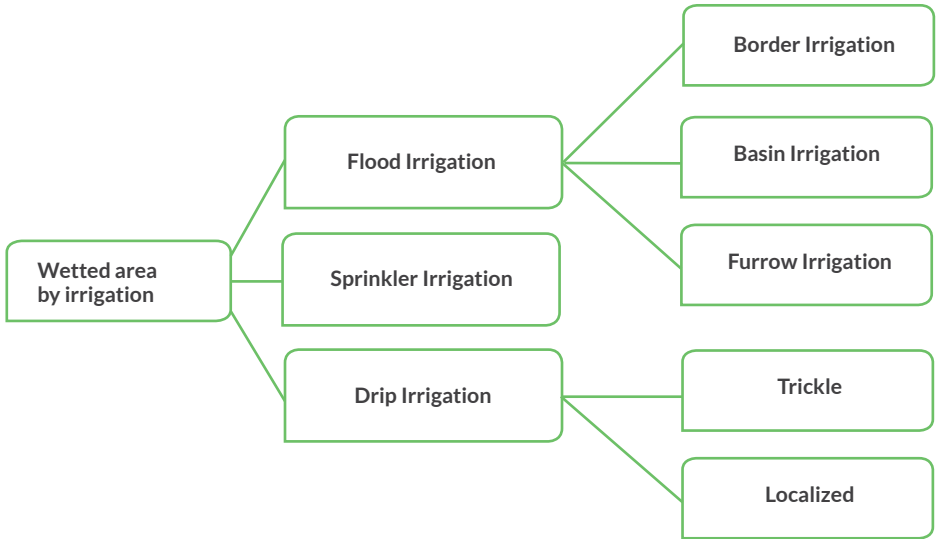 Wetted area
by irrigation
Flood Irrigation
Sprinkler Irrigation
Drip Irrigation
Border Irrigation
Basin Irrigation
Furrow Irrigation
Trickle
Localized